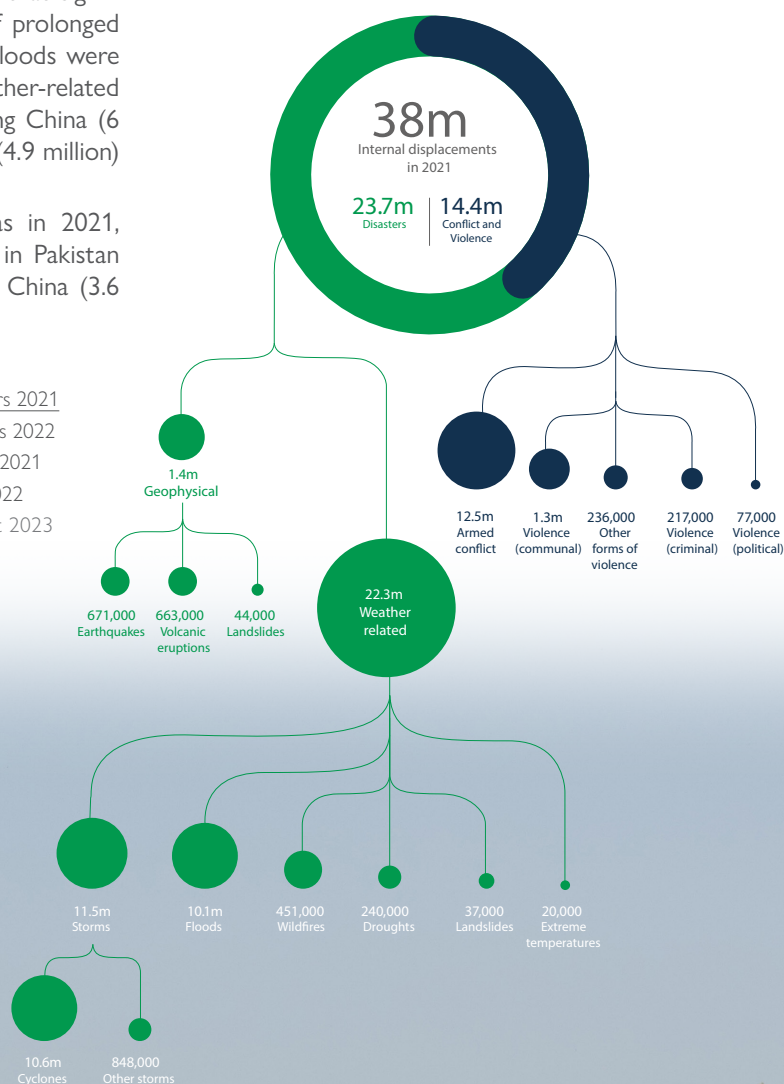 f prolonged
loods were
ther-related
ng China (6
(4.9 million)
as in 2021,
in Pakistan
China (3.6
rs 2021
s 2022
2021
022
t 2023
38m
Internal displacements
in 2021
23.7m
Disasters
14.4m
Conflict and
Violence
1.4m
Geophysical
671,000
Earthquakes
663,000
Volcanic
eruptions
44,000
Landslides
22.3m
Weather
related
12.5m
Armed
conflict
1.3m
Violence
(communal)
236,000
Other
forms of
violence
217,000
Violence
(criminal)
77,000
Violence
(political)
11.5m
Storms
10.1m
Floods
451,000
Wildfires
240,000
Droughts
37,000
Landslides
20,000
Extreme
temperatures
10.6m
Cyclones
848,000
Other storms